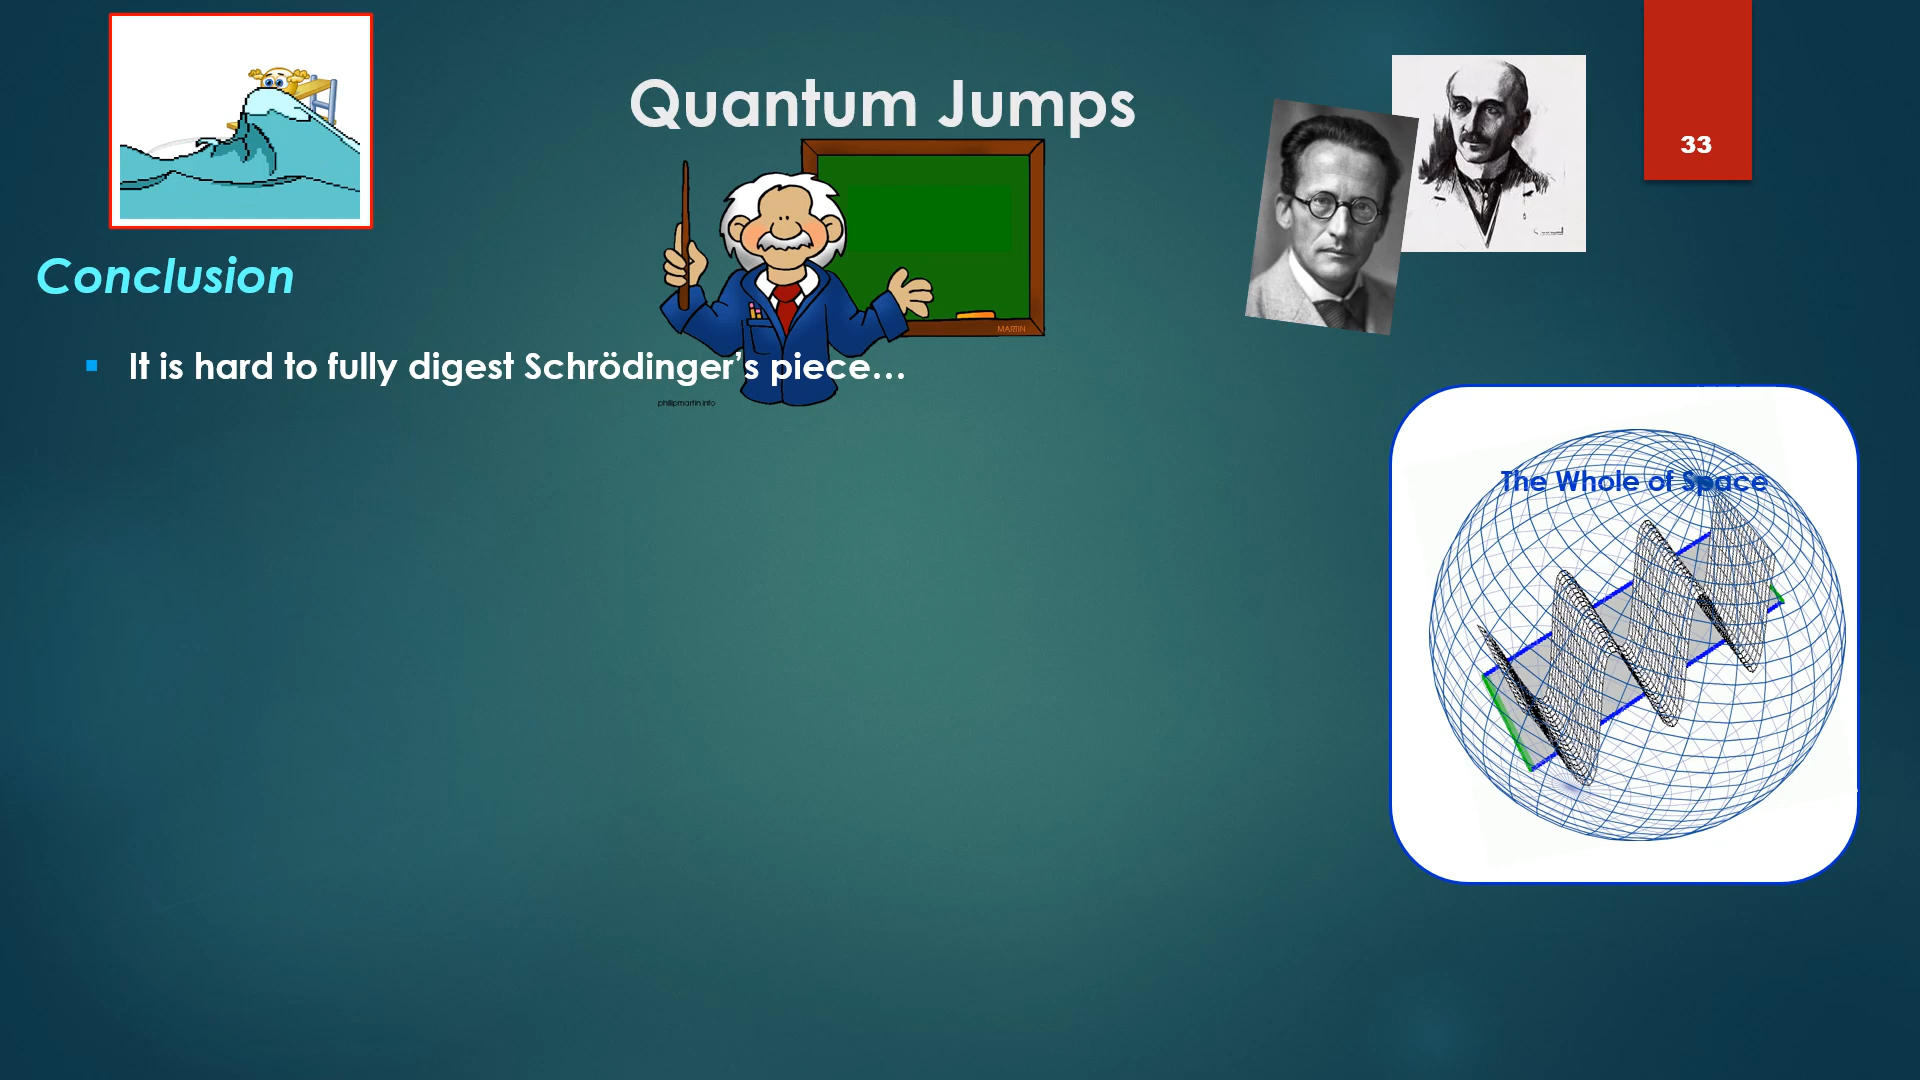 Quantum Jumps
33
MARTIN
Conclusion
It is hard to fully digest Schrödinger's piece…
phillipmartin.info
The Whole of Space